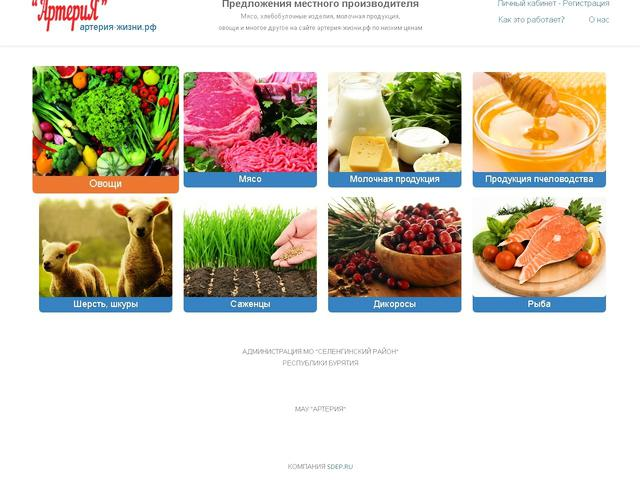 "АртериЯ"
артерия-жизни.рф
Предложения местного производителя
Мясо, хлебобулочные изделия, молочная продукция,
овощи и многое другое на сайте артерия-жизни.рф по низким ценам
Личный кабинет - Регистрация
Как это работает? О нас
Овощи
Мясо
Молочная продукция
Продукция пчеловодства
Шерсть, шкуры
Саженцы
Дикоросы
Рыба
АДМИНИСТРАЦИЯ МО "СЕЛЕНГИНСКИЙ РАЙОН"
РЕСПУБЛИКИ БУРЯТИЯ
МАУ "АРТЕРИЯ"
КОМПАНИЯ SDEP.RU